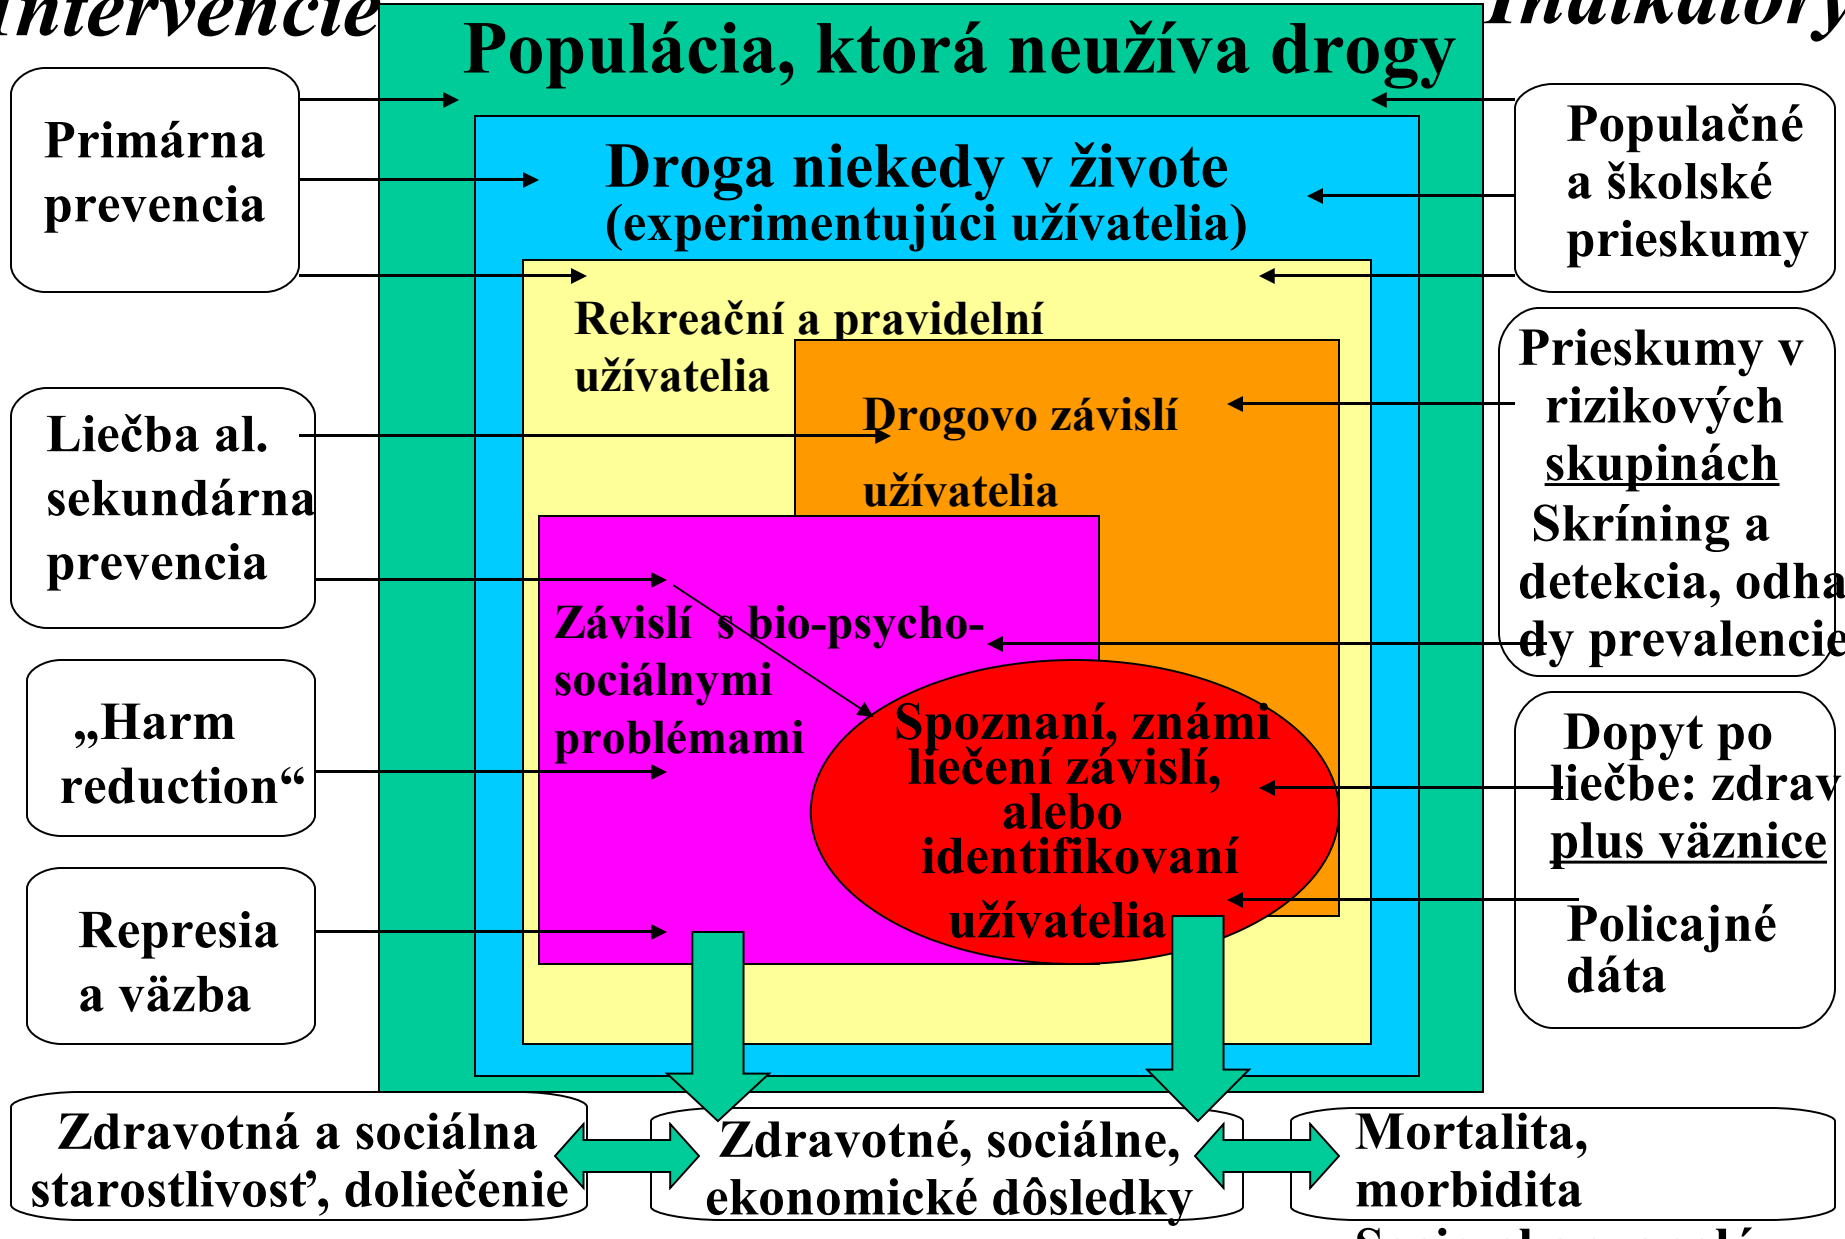 Intervencie
Indikátory
Populácia, ktorá neužíva drogy
Primárna
prevencia
Droga niekedy v živote
(experimentujúci užívatelia)
Populačné
a školské
prieskumy
Rekreační a pravidelní
užívatelia
Liečba al.
sekundárna
prevencia
Drogovo závislí
užívatelia
Prieskumy v
rizikových
skupinách
Skríning a
detekcia, odha
dy prevalencie
Závislí s bio-psycho-
sociálnymi
problémami
„Harm
reduction“
Spoznaní, známi
liečení závislí,
alebo
identifikovaní
užívatelia
Dopyt po
liečbe: zdrav
plus väznice
Policajné
dáta
Represia
a väzba
Zdravotná a sociálna
starostlivosť, doliečenie
Zdravotné, sociálne,
ekonomické dôsledky
Mortalita,
morbidita